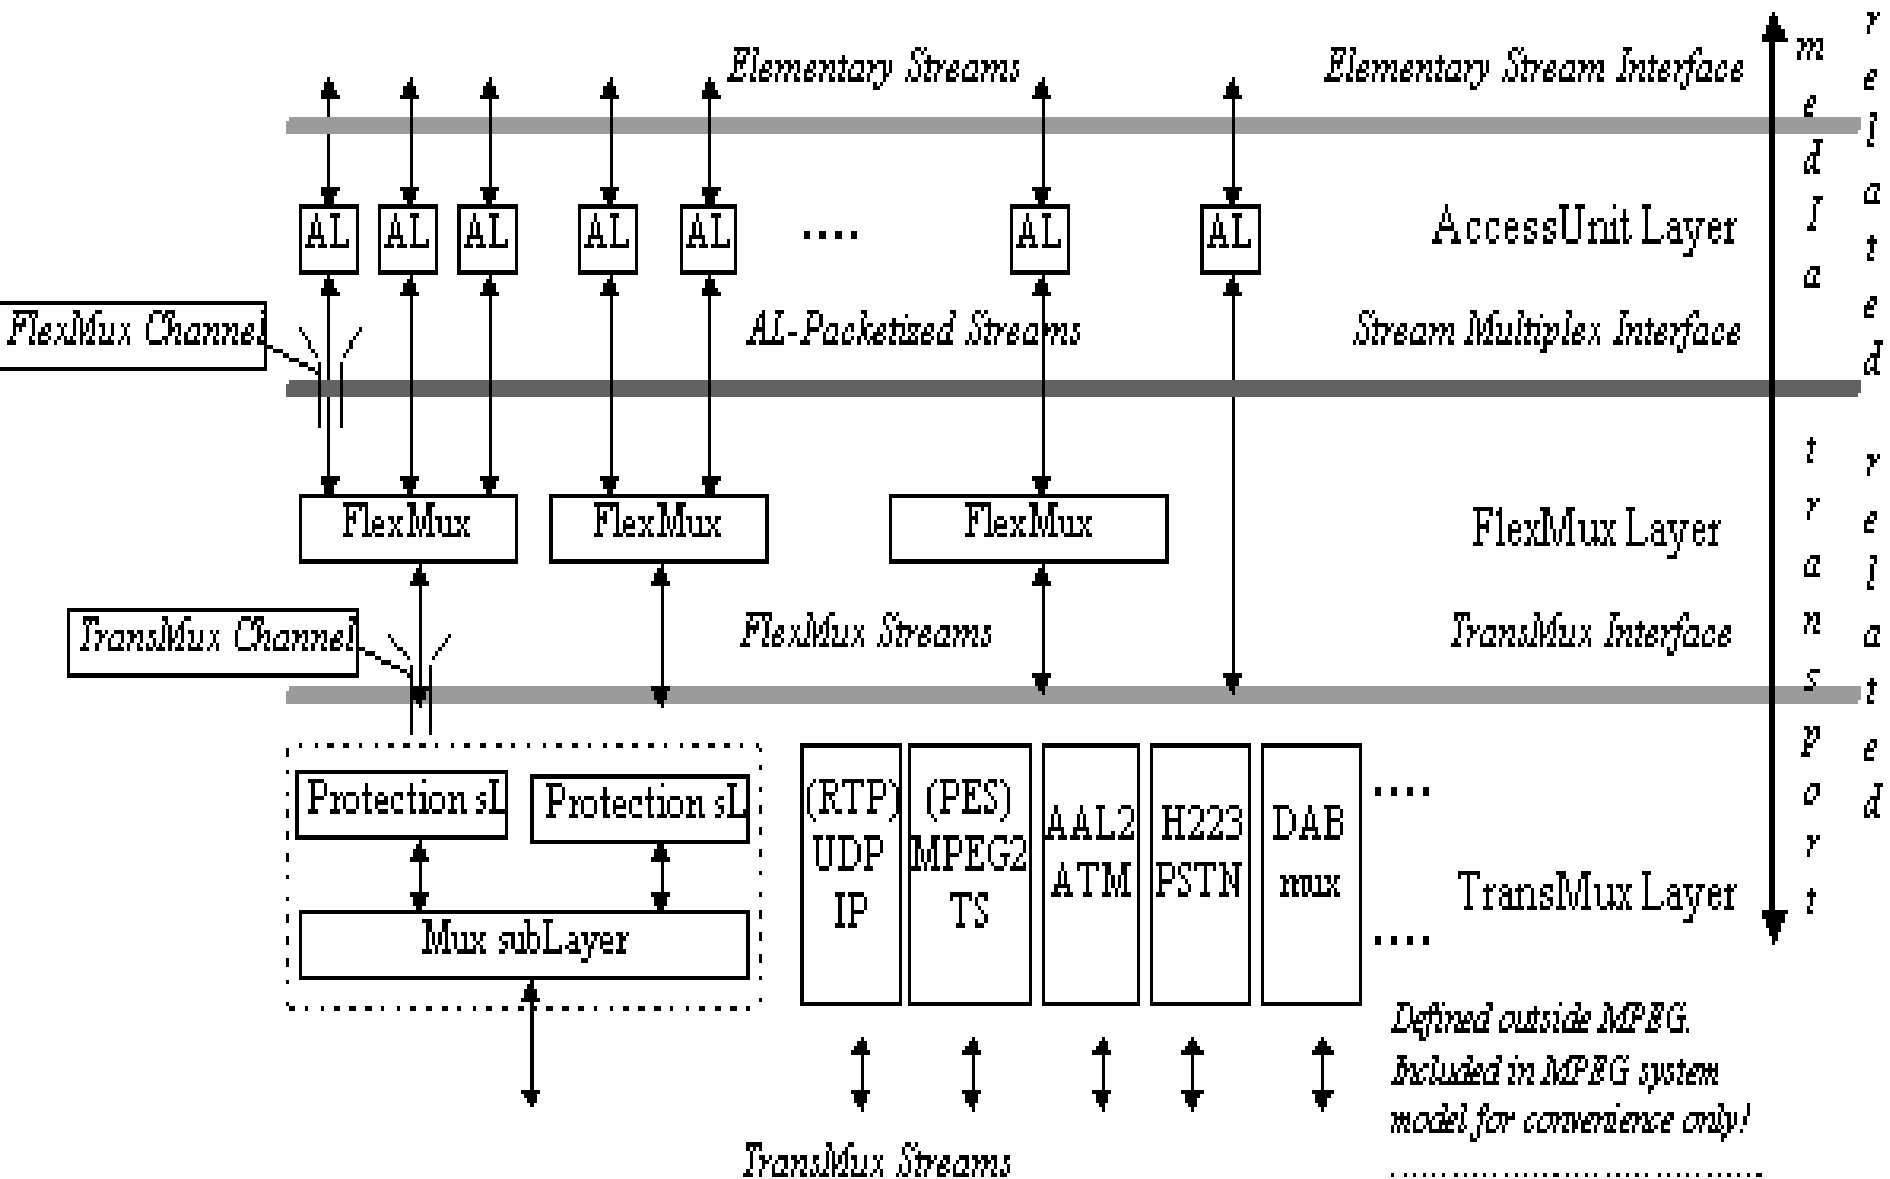 Elementary Streams
Elementary Stream Interface
AL
AL
AL
AL
AL
....
AL
AL
AccessUnit Layer
FlexMux Channel
AL-Packetized Streams
Stream Multiplex Interface
FlexMux
FlexMux
FlexMux
FlexMux Layer
TransMux Channel
FlexMux Streams
TransMux Interface
Protection sL
Protection sL
Mux subLayer
(RTP)
UDP
IP
(PES)
MPEG2
TS
AAL2
ATM
H223
PSTN
DAB
mux
....
....
TransMux Layer
Defined outside MPEG.
Included in MPEG system
model for convenience only!
TransMux Streams
medIa
related
transport
related